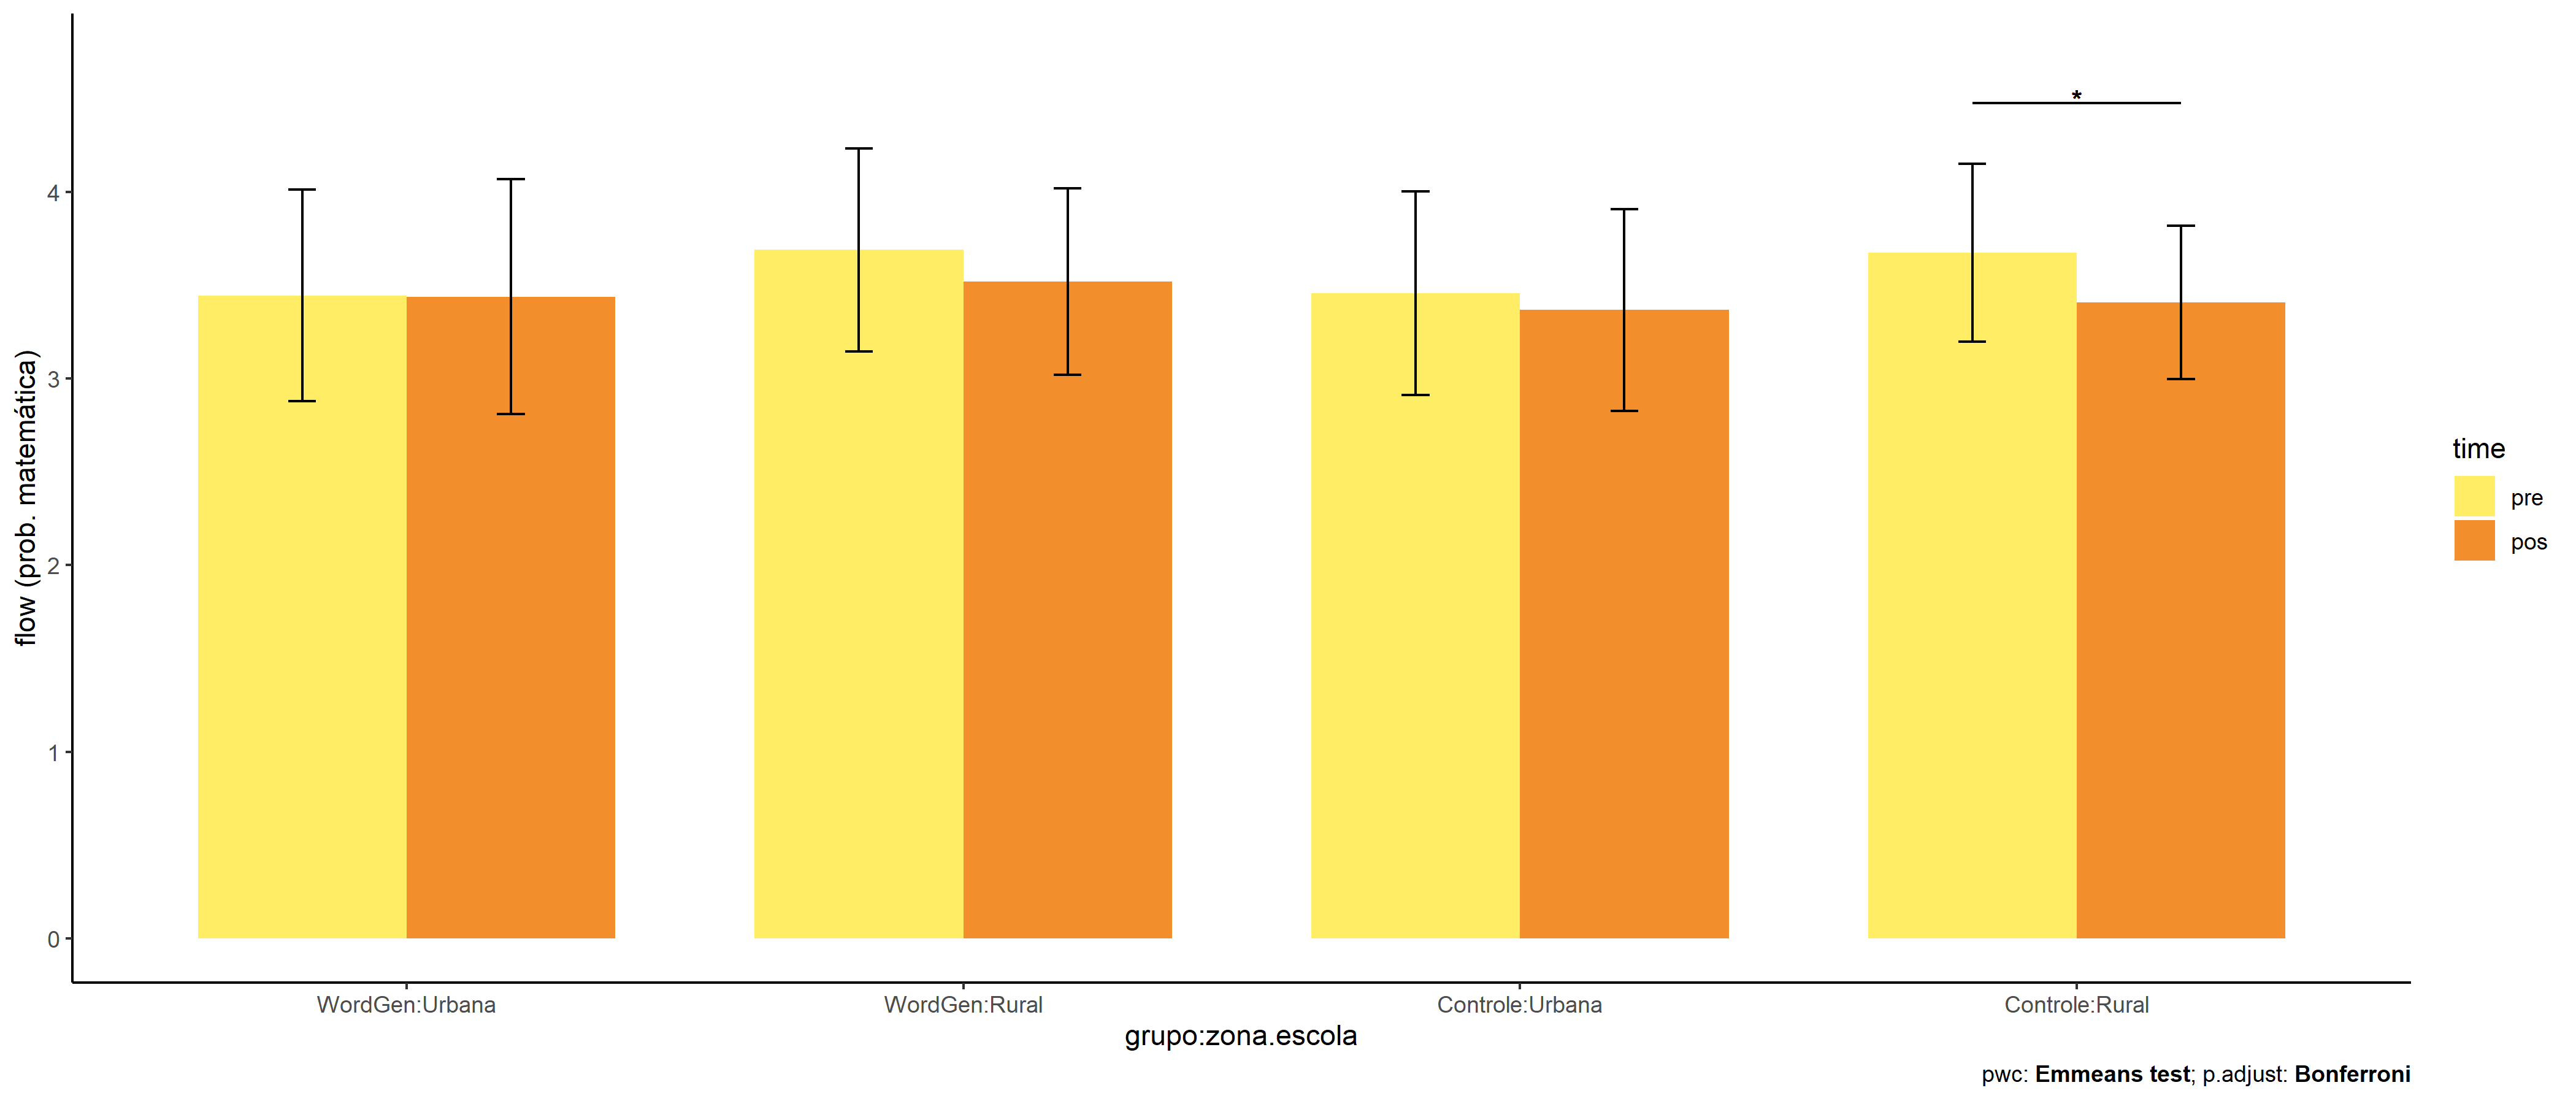 *
4
3
2
1
0
flow (prob. matemática)
WordGen:Urbana
WordGen:Rural
Controle:Urbana
Controle:Rural
grupo:zona.escola
time
pre
pos
pwc: Emmeans test; p.adjust: Bonferroni